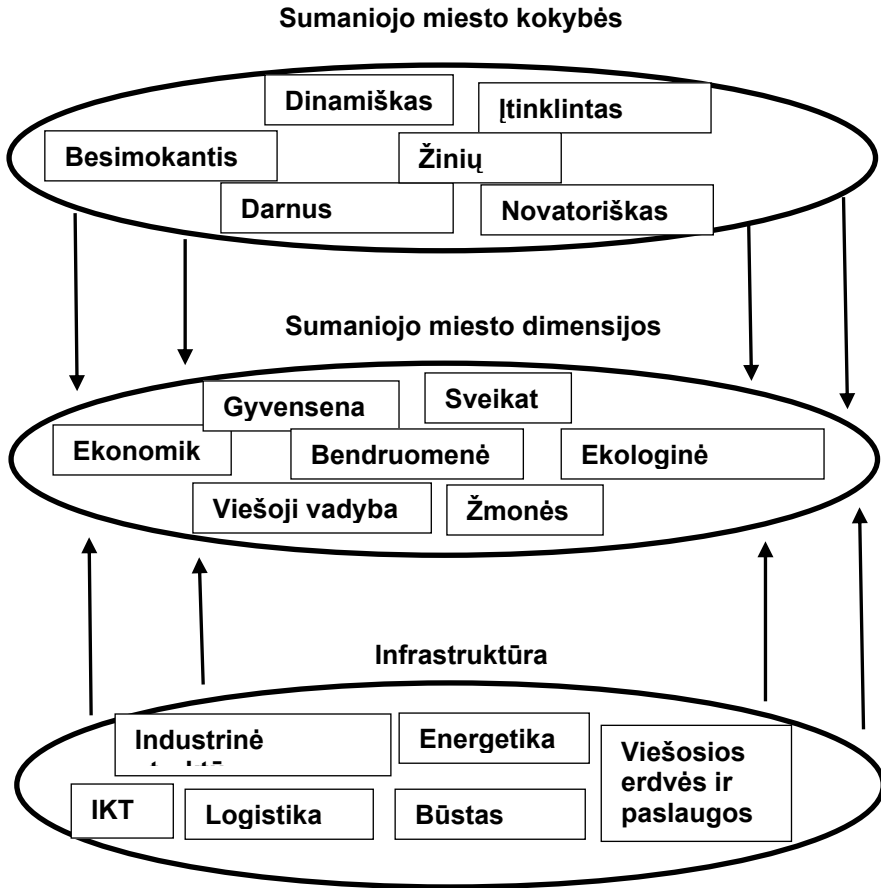 Sumaniojo miesto kokybės
Dinamiškas
Įtinklintas
Besimokantis
Žinių
Darnus
Novatoriškas
Sumaniojo miesto dimensijos
Gyvensena
Sveikat
Ekonomik
Bendruomenė
Ekologinė
Viešoji vadyba
Žmonės
Infrastruktūra
Industrinė
Energetika
Viešosios
erdvės ir
paslaugos
IKT
Logistika
Būstas